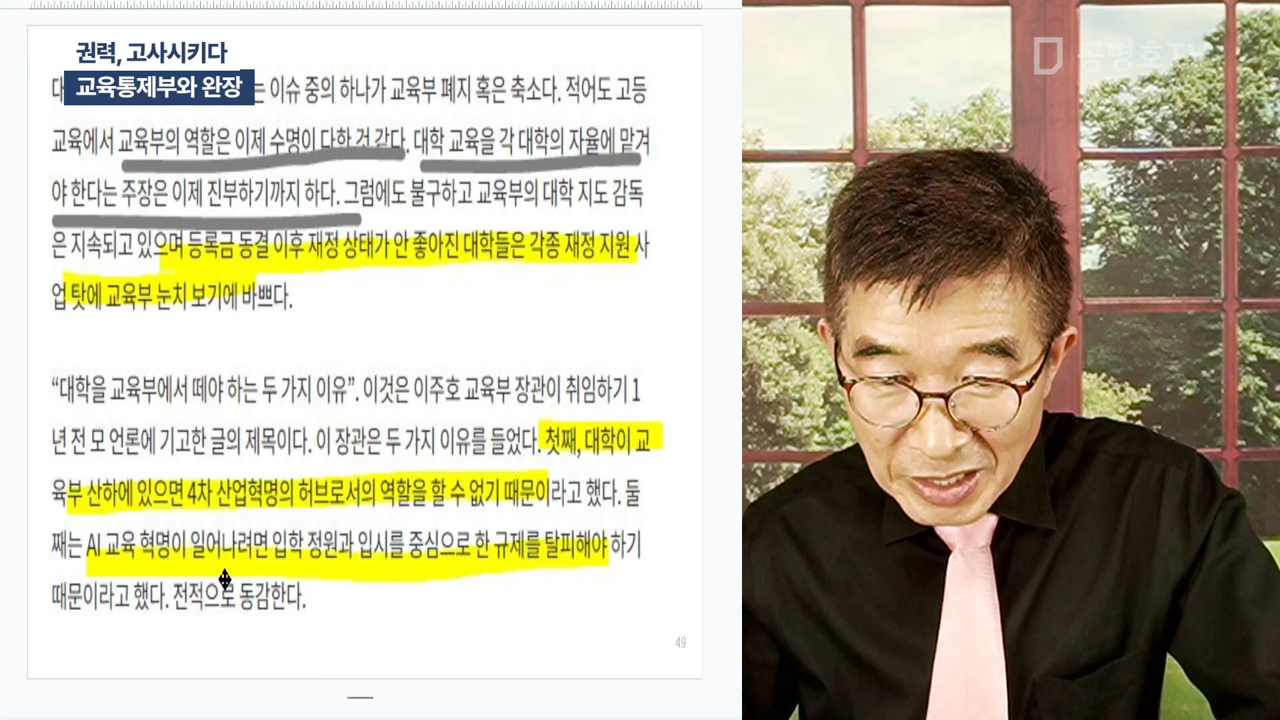 권력, 고사시키다
교육통제부와 완장
공병호TV
대 는 이슈 중의 하나가 교육부 폐지 혹은 축소다. 적어도 고등
교육에서 교육부의 역할은 이제 수명이 다한 것 같다. 대학 교육을 각 대학의 자율에 맡겨
야 한다는 주장은 이제 진부하기까지 하다. 그럼에도 불구하고 교육부의 대학 지도 감독
은 지속되고 있으며 등록금 동결 이후 재정 상태가 안 좋아진 대학들은 각종 재정 지원 사
업 탓에 교육부 눈치 보기에 바쁘다.
“대학을 교육부에서 떼야 하는 두 가지 이유”. 이것은 이주호 교육부 장관이 취임하기 1
년 전 모 언론에 기고한 글의 제목이다. 이 장관은 두 가지 이유를 들었다. 첫째, 대학이 교
육부 산하에 있으면 4차 산업혁명의 허브로서의 역할을 할 수 없기 때문이라고 했다. 둘
째는 AI 교육 혁명이 일어나려면 입학 정원과 입시를 중심으로 한 규제를 탈피해야 하기
때문이라고 했다. 전적으로 동감한다.
49